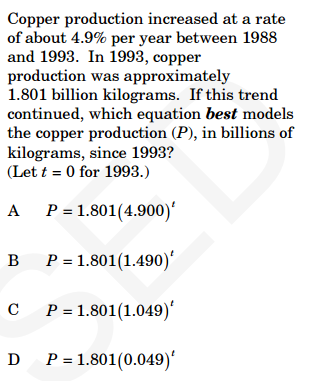 Copper production increased at a rate
of about 4.9% per year between 1988
and 1993. In 1993, copper
production was approximately
1.801 billion kilograms. If this trend
continued, which equation best models
the copper production (P), in billions of
kilograms, since 1993?
(Let t = 0 for 1993.)
A P = 1.801(4.900)^t
B P = 1.801(1.490)^t
C P = 1.801(1.049)^t
D P = 1.801(0.049)^t